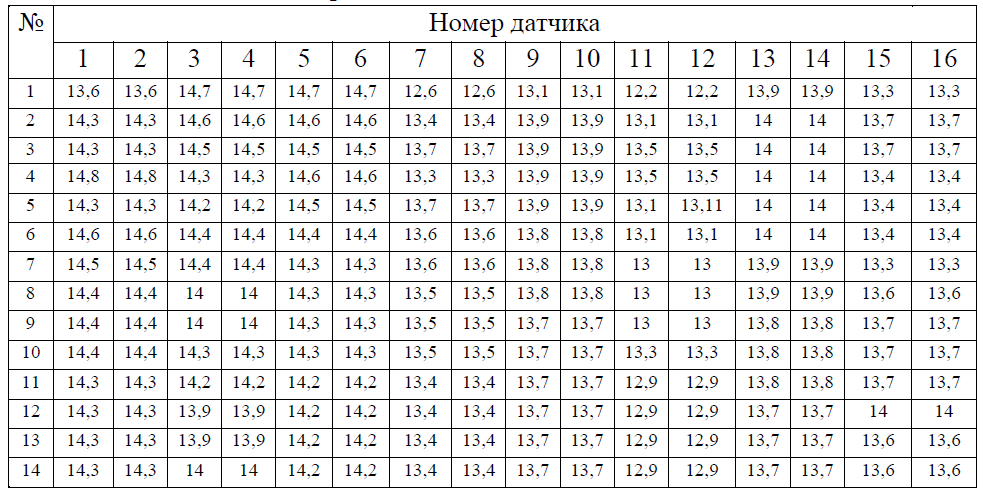 № Номер датчика
1 2 3 4 5 6 7 8 9 10 11 12 13 14 15 16
1 13,6 13,6 14,7 14,7 14,7 14,7 12,6 12,6 13,1 13,1 12,2 12,2 13,9 13,9 13,3 13,3
2 14,3 14,3 14,6 14,6 14,6 14,6 13,4 13,4 13,9 13,9 13,1 13,1 14 14 13,7 13,7
3 14,3 14,3 14,5 14,5 14,5 14,5 13,7 13,7 13,9 13,9 13,5 13,5 14 14 13,7 13,7
4 14,8 14,8 14,3 14,3 14,6 14,6 13,3 13,3 13,9 13,9 13,5 13,5 14 14 13,4 13,4
5 14,3 14,3 14,2 14,2 14,5 14,5 13,7 13,7 13,9 13,9 13,1 13,11 14 14 13,4 13,4
6 14,6 14,6 14,4 14,4 14,4 14,4 13,6 13,6 13,8 13,8 13,1 13,1 14 14 13,4 13,4
7 14,5 14,5 14,4 14,4 14,3 14,3 13,6 13,6 13,8 13,8 13 13 13,9 13,9 13,3 13,3
8 14,4 14,4 14 14 14,3 14,3 13,5 13,5 13,8 13,8 13 13 13,9 13,9 13,6 13,6
9 14,4 14,4 14 14 14,3 14,3 13,5 13,5 13,7 13,7 13 13 13,8 13,8 13,7 13,7
10 14,4 14,4 14,3 14,3 14,3 14,3 13,5 13,5 13,7 13,7 13,3 13,3 13,8 13,8 13,7 13,7
11 14,3 14,3 14,2 14,2 14,2 14,2 13,4 13,4 13,7 13,7 12,9 12,9 13,8 13,8 13,7 13,7
12 14,3 14,3 13,9 13,9 14,2 14,2 13,4 13,4 13,7 13,7 12,9 12,9 13,7 13,7 14 14
13 14,3 14,3 13,9 13,9 14,2 14,2 13,4 13,4 13,7 13,7 12,9 12,9 13,7 13,7 13,6 13,6
14 14,3 14,3 14 14 14,2 14,2 13,4 13,4 13,7 13,7 12,9 12,9 13,7 13,7 13,6 13,6